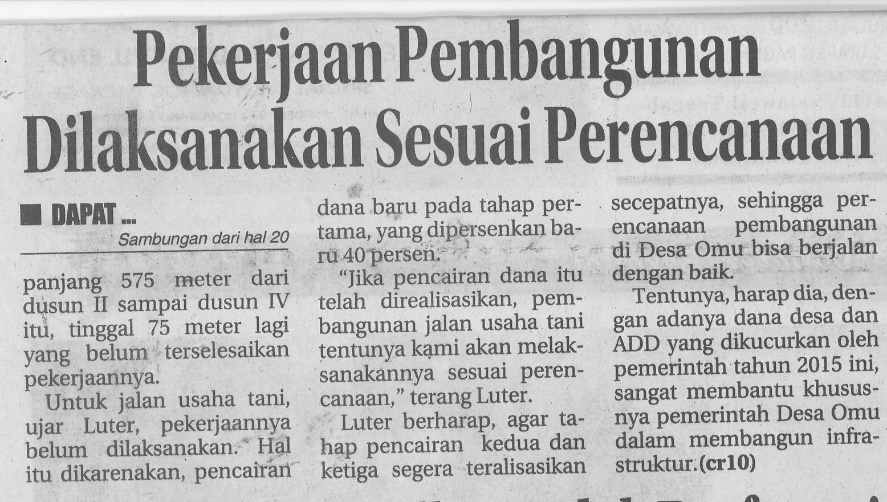 Pekerjaan Pembangunan
Dilaksanakan Sesuai Perencanaan
■ DAPAT ...
Sambungan dari hal 20
panjang 575 meter dari
dusun II sampai dusun IV
itu, tinggal 75 meter lagi
yang belum terselesaikan
pekerjaannya.
Untuk jalan usaha tani,
ujar Luter, pekerjaannya
belum dilaksanakan. Hal
itu dikarenakan, pencairan
dana baru pada tahap per-
tama, yang dipersenkan ba-
ru 40 persen.
“Jika pencairan dana itu
telah direalisasikan, pem-
bangunan jalan usaha tani
tentunya kami akan melak-
sanakannya sesuai peren-
canaan,” terang Luter.
Luter berharap, agar ta-
hap pencairan kedua dan
ketiga segera teralisasikan
secepatnya, sehingga per-
encanaan pembangunan
di Desa Omu bisa berjalan
dengan baik.
Tentunya, harap dia, den-
gan adanya dana desa dan
ADD yang dikucurkan oleh
pemerintah tahun 2015 ini,
sangat membantu khusus-
nya pemerintah Desa Omu
dalam membangun infra-
struktur.(cr10)